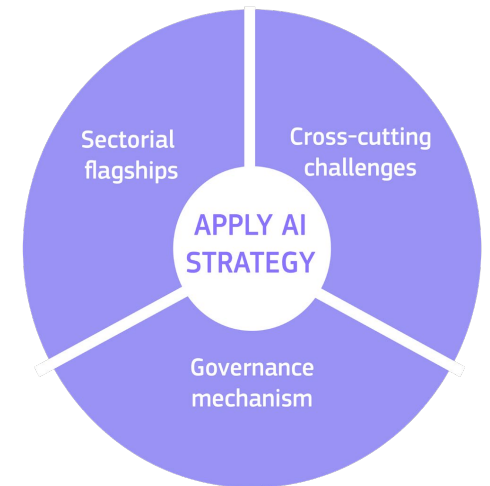 Sectorial
flagships
Cross-cutting
challenges
APPLY AI
STRATEGY
Governance
mechanism